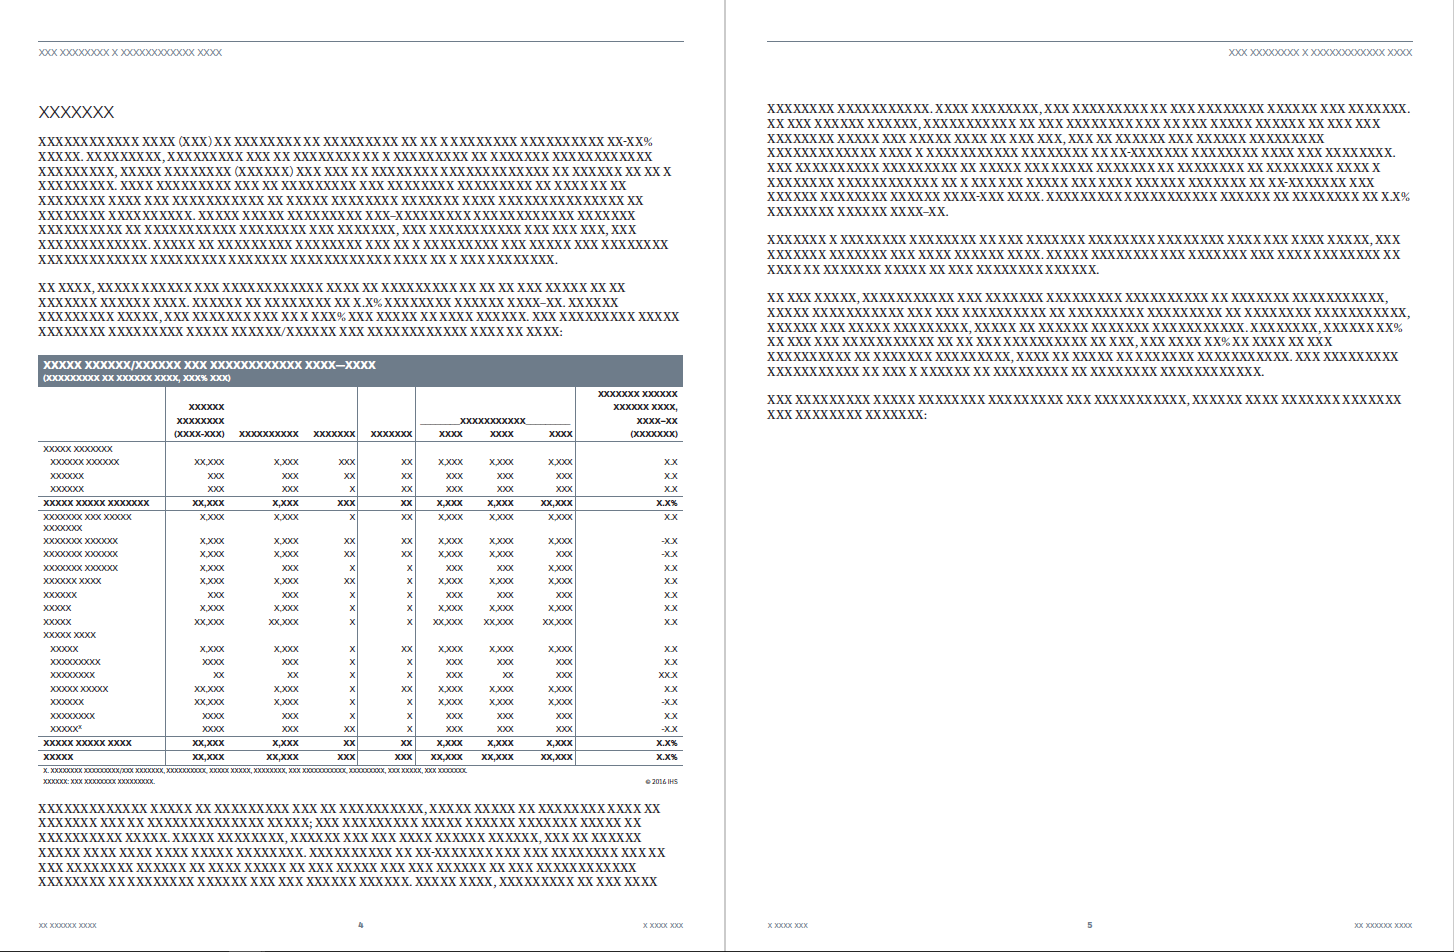 XXX XXXXXXXX X XXXXXXXXXXXX XXXX
XXXXXXX
XXXXXXXXXXXX XXXX (XXX) XX XXXXXXXXX XX XXXXXXXXX XX XX X XXXXXXXX XXXXXXXXXX XX-XX%
XXXXX. XXXXXXXXX, XXXXXXXXX XXX XX XXXXXXXX XX X XXXXXXXXX XX XXXXXXX XXXXXXXXXXXX
XXXXXXXXX, XXXXX XXXXXXXX (XXXXXX) XXX XXX XX XXXXXXXX XXXXXXXXXXXXXXXX XX XXXXXX XX XX X
XXXXXXXXX. XXXX XXXXXXXXX XXX XX XXXXXXXXX XXX XXXXXXXX XXXXXXXXX XX XXX XX XX
XXXXXXXX XXXX XXX XXXXXXXXXXX XX XXXXX XXXXXXXX XXXXXXX XXXX XXXXXXXXXXXXXXX XX
XXXXXXXX XXXXXXXXXX. XXXXX XXXXX XXXXXXXXX XXX–XXXXXXXXXX XXXXXXXXXXXXX XXXXXXX
XXXXXXXXXX XX XXXXXXXXXXXX XXXXXXXX XXX XXXXXXX, XXX XXXXXXXXXXX XXX XXX XXX, XXX
XXXXXXXXXXXXX. XXXXX XX XXXXXXXXX XXXXXXXX XXX XX X XXXXXXXXX XXX XXXXX XXX XXXXXXXX
XXXXXXXXXXXXX XXXXXXXXX XXXXXXX XXXXXXXXXXXX XXXX XX X XXX XXXXXXXXX.
XX XXXX, XXXXX XXXXXXXXX XXX XXXXXXXXXXXX XXXX XX XXXXXXXXXX XX XX XXX XXXXX XX XX
XXXXXXX XXXXXX XXXX. XXXXXX XX XXXXXXXX XX X.X% XXXXXXXX XXXXXX XXXX–XX. XXXXXX
XXXXXXXXX XXXXX, XXX XXXXXXXXX XXX XX X XXX% XXX XXXXX XX XXXX XXXXXX. XXX XXXXXXXXX XXXXX
XXXXXXXX XXXXXXX XXX XXXXX XXXXXX/XXXXXX XXX XXXXXXXXXXXX XXXX XX XXXX:
XXXXX XXXXXX/XXXXXX XXX XXXXXXXXXXXX XXXX—XXXX
(XXXXXXXXX XX XXXXXX XXXX, XXX% XXX)
XXXXXXX XXXXXX
XXXXXX XXXXXX XXXX,
XXXXXXXX XXXXXXXXXXX XXXX–XX
(XXXX-XXX) XXXXXXXXXX XXXXXXX XXXXXXX XXXX XXXX XXXX (XXXXXXX)
XXXXX XXXXXXX
XXXXXX XXXXXX XX,XXX X,XXX XXX XX X,XXX X,XXX X,XXX X.X
XXXXXX XXX XXX XX XX XXX XXX XXX X.X
XXXXXX XXX XXX X XX XXX XXX XXX X.X
XXXXX XXXXX XXXXXXX XX,XXX X,XXX XXX XX X,XXX X,XXX XX,XXX X.X%
XXXXXXX XXX XXXXX X,XXX X,XXX X XX X,XXX X,XXX X,XXX X.X
XXXXXXX
XXXXXXX XXXXXX X,XXX X,XXX XX XX X,XXX X,XXX X,XXX -X.X
XXXXXXX XXXXXX X,XXX X,XXX XX XX X,XXX X,XXX XXX -X.X
XXXXXXX XXXXXX X,XXX X,XXX X X XXX XXX X,XXX X.X
XXXXXX XXXX X,XXX X,XXX XX X X,XXX X,XXX X,XXX X.X
XXXXXX XXX XXX X X XXX XXX XXX X.X
XXXXX X,XXX X,XXX X X X,XXX X,XXX X,XXX X.X
XXXXX XX,XXX XX,XXX X X XX,XXX XX,XXX XX,XXX X.X
XXXXX XXXX
XXXXX X,XXX X,XXX X XX X,XXX X,XXX X,XXX X.X
XXXXXXXXX XXXX XXX X X XXX XXX XXX X.X
XXXXXXXX XX XX X X XXX XX XXX XX.X
XXXXX XXXXX XX,XXX X,XXX X XX X,XXX X,XXX X,XXX X.X
XXXXXX XX,XXX X,XXX X X X,XXX X,XXX X,XXX -X.X
XXXXXXXX XXXX XXX X X XXX XXX XXX X.X
XXXXXˣ XXXX XXX XX X XXX XXX XXX -X.X
XXXXX XXXXX XXXX XX,XXX X,XXX XX XX X,XXX X,XXX X,XXX X.X%
XXXXX XX,XXX XX,XXX XXX XXX XX,XXX XX,XXX XX,XXX X.X%
X. XXXXXXXX XXXXXXXXX/XXX XXXXXXX, XXXXXXXXXX, XXXXX XXXXX, XXXXXXXX, XXX XXXXXXXXXXX, XXXXXXXXX, XXX XXXXX, XXX XXXXXXX.
XXXXXX: XXX XXXXXXXX XXXXXXXXX. © 2016 IHS
XXXXXXXXXXXXX XXXXX XX XXXXXXXXX XXX XX XXXXXXXXXX, XXXXX XXXXX XX XXXXXXXX XXXX XX
XXXXXXX XXX XX XXXXXXXXXXXXXX XXXXX; XXX XXXXXXXXX XXXXX XXXXXX XXXXXXX XXXXX XX
XXXXXXXXXX XXXXX. XXXXX XXXXXXXX, XXXXXX XXX XXX XXXX XXXXXX XXXXXX, XXX XX XXXXXX
XXXXX XXXX XXXX XXXX XXXXX XXXXXXXX. XXXXXXXXXX XX XX-XXXXXXX XXX XXX XXXXXXXX XXX XX
XXX XXXXXXXX XXXXXX XX XXXX XXXXX XX XXX XXXXX XXX XXX XXXXXX XX XXX XXXXXXXXXXXX
XXXXXXXX XX XXXXXXXX XXXXXX XXX XXX XXXXXX XXXXXX. XXXXX XXXX, XXXXXXXXX XX XXX XXXX
XX XXXXXX XXXX 4 X XXXX XXX
XXX XXXXXXXX X XXXXXXXXXXXX XXXX
XXXXXXXX XXXXXXXXXXX. XXXX XXXXXXXX, XXX XXXXXXXXX XX XXX XXXXXXXX XXXXXX XXX XXXXXXX.
XX XXX XXXXXX XXXXXX, XXXXXXXXXXX XX XXX XXXXXXXXXX XX XX XXX XXXXX XXXXXX XX XXX XXX
XXXXXXXX XXXXX XXX XXXXX XXXX XX XXX XXX, XXX XX XXXXXX XXX XXXXXX XXXXXXXXX
XXXXXXXXXXXXX XXXX X XXXXXXXXXXX XXXXXXXX XX XX-XXXXXXX XXXXXXXX XXXX XXX XXXXXXXX.
XXX XXXXXXXXXX XXXXXXXXXX XX XXXXX XXXXXXX XXXX XXXXXXX XX XXXXXXXX XX XXXXXXXX XXXX X
XXXXXXXX XXXXXXXXXXXX XX X XXXXXX XXXXX XXX XXXX XXXXXX XXXXXXX XX XX-XXXXXXX XXX
XXXXXX XXXXXXXX XXXXXX XXXX-XXX XXXX. XXXXXXXXXXXXX XXXXXXXX XXXXXX XX XXXXXXXX XX X.X%
XXXXXXXX XXXXXX XXXX–XX.
XXXXXXX X XXXXXXXX XXXXXXXX XX XX XXX XXXXXXX XXXXXXXX XXXXXXXXX XXXXXXX XXXX XXX XXXX XXXXX, XXX
XXXXXXX XXXXXXX XXX XXXX XXXXXX XXXX. XXXXX XXXXXXXXXX XXX XXXXXXX XXX XXXX XXXXXXXXXX XX
XXXX XX XXXXXXX XXXXX XX XXX XXXXXXXX XXXXXX.
XX XXX XXXXX, XXXXXXXXXXX XXX XXXXXXX XXXXXXXXX XXXXXXXXXX XX XXXXXXX XXXXXXXXXXXX,
XXXXX XXXXXXXXXXXX XXX XXX XXXXXXXXXX XX XXXXXXXXX XXXXXXXXX XX XX XXXXXXXX XXXXXXXXXX,
XXXXXX XXX XXXXX XXXXXXXXX, XXXXX XX XXXXXXX XXXXXXX XXXXXXXXXXXX. XXXXXXXX, XXXXXXX XX%
XX XXX XXX XXXXXXXXXXXX XX XX XXXXXXXXXXXXXXX XX XXX, XXX XXXX XX% XX XXXX XX XXX
XXXXXXXXXX XX XXXXXXX XXXXXXXXX, XXXX XX XXXXX XX XXXXXXX XXXXXXX XXXXXXXXXXX. XXX XXXXXXXXX
XXXXXXXXXXX XX XXX X XXXXXX XX XXXXXXXXXX XX XXXXXXXX XXXXXXXXXXXX.
XXX XXXXXXXXX XXXXX XXXXXXXX XXXXXXXXX XXX XXXXXXXXXXX, XXXXXX XXXX XXXXXXX XXXXXXXX
XXX XXXXXXXX XXXXXXX:
X XXXX XXX 5 XX XXXXXX XXXX